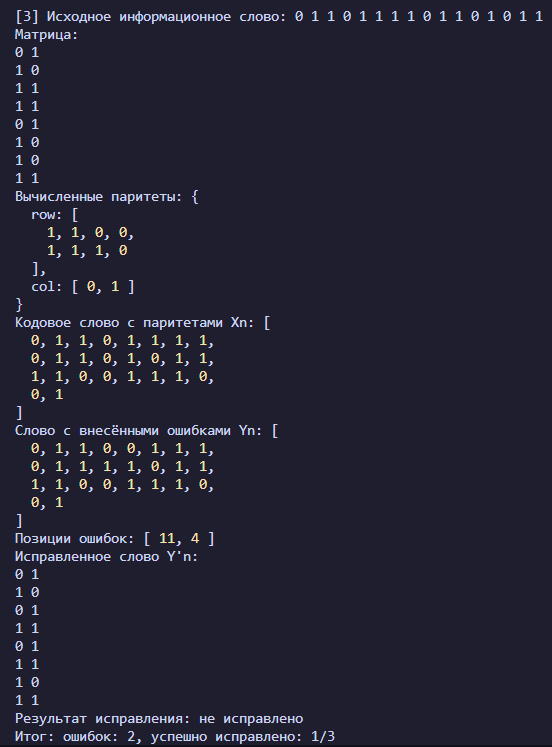 [3] Исходное информационное слово: 0 1 1 0 1 1 1 1 0 1 1 0 1 0 1 1
Матрица:
0 1
1 0
1 1
1 1
0 1
1 0
1 0
1 1
Вычисленные паритеты: {
row: [
1, 1, 0, 0,
1, 1, 1, 0
],
col: [ 0, 1 ]
}
Кодовое слово с паритетами Xn: [
0, 1, 1, 0, 1, 1, 1, 1,
0, 1, 1, 0, 1, 0, 1, 1,
1, 1, 0, 0, 1, 1, 1, 0,
0, 1
]
Слово с внесёнными ошибками Yn: [
0, 1, 1, 0, 0, 1, 1, 1,
0, 1, 1, 1, 1, 0, 1, 1,
1, 1, 0, 0, 1, 1, 1, 0,
0, 1
]
Позиции ошибок: [ 11, 4 ]
Исправленное слово Y'n:
0 1
1 0
0 1
1 1
0 1
1 1
1 0
1 1
Результат исправления: не исправлено
Итог: ошибок: 2, успешно исправлено: 1/3